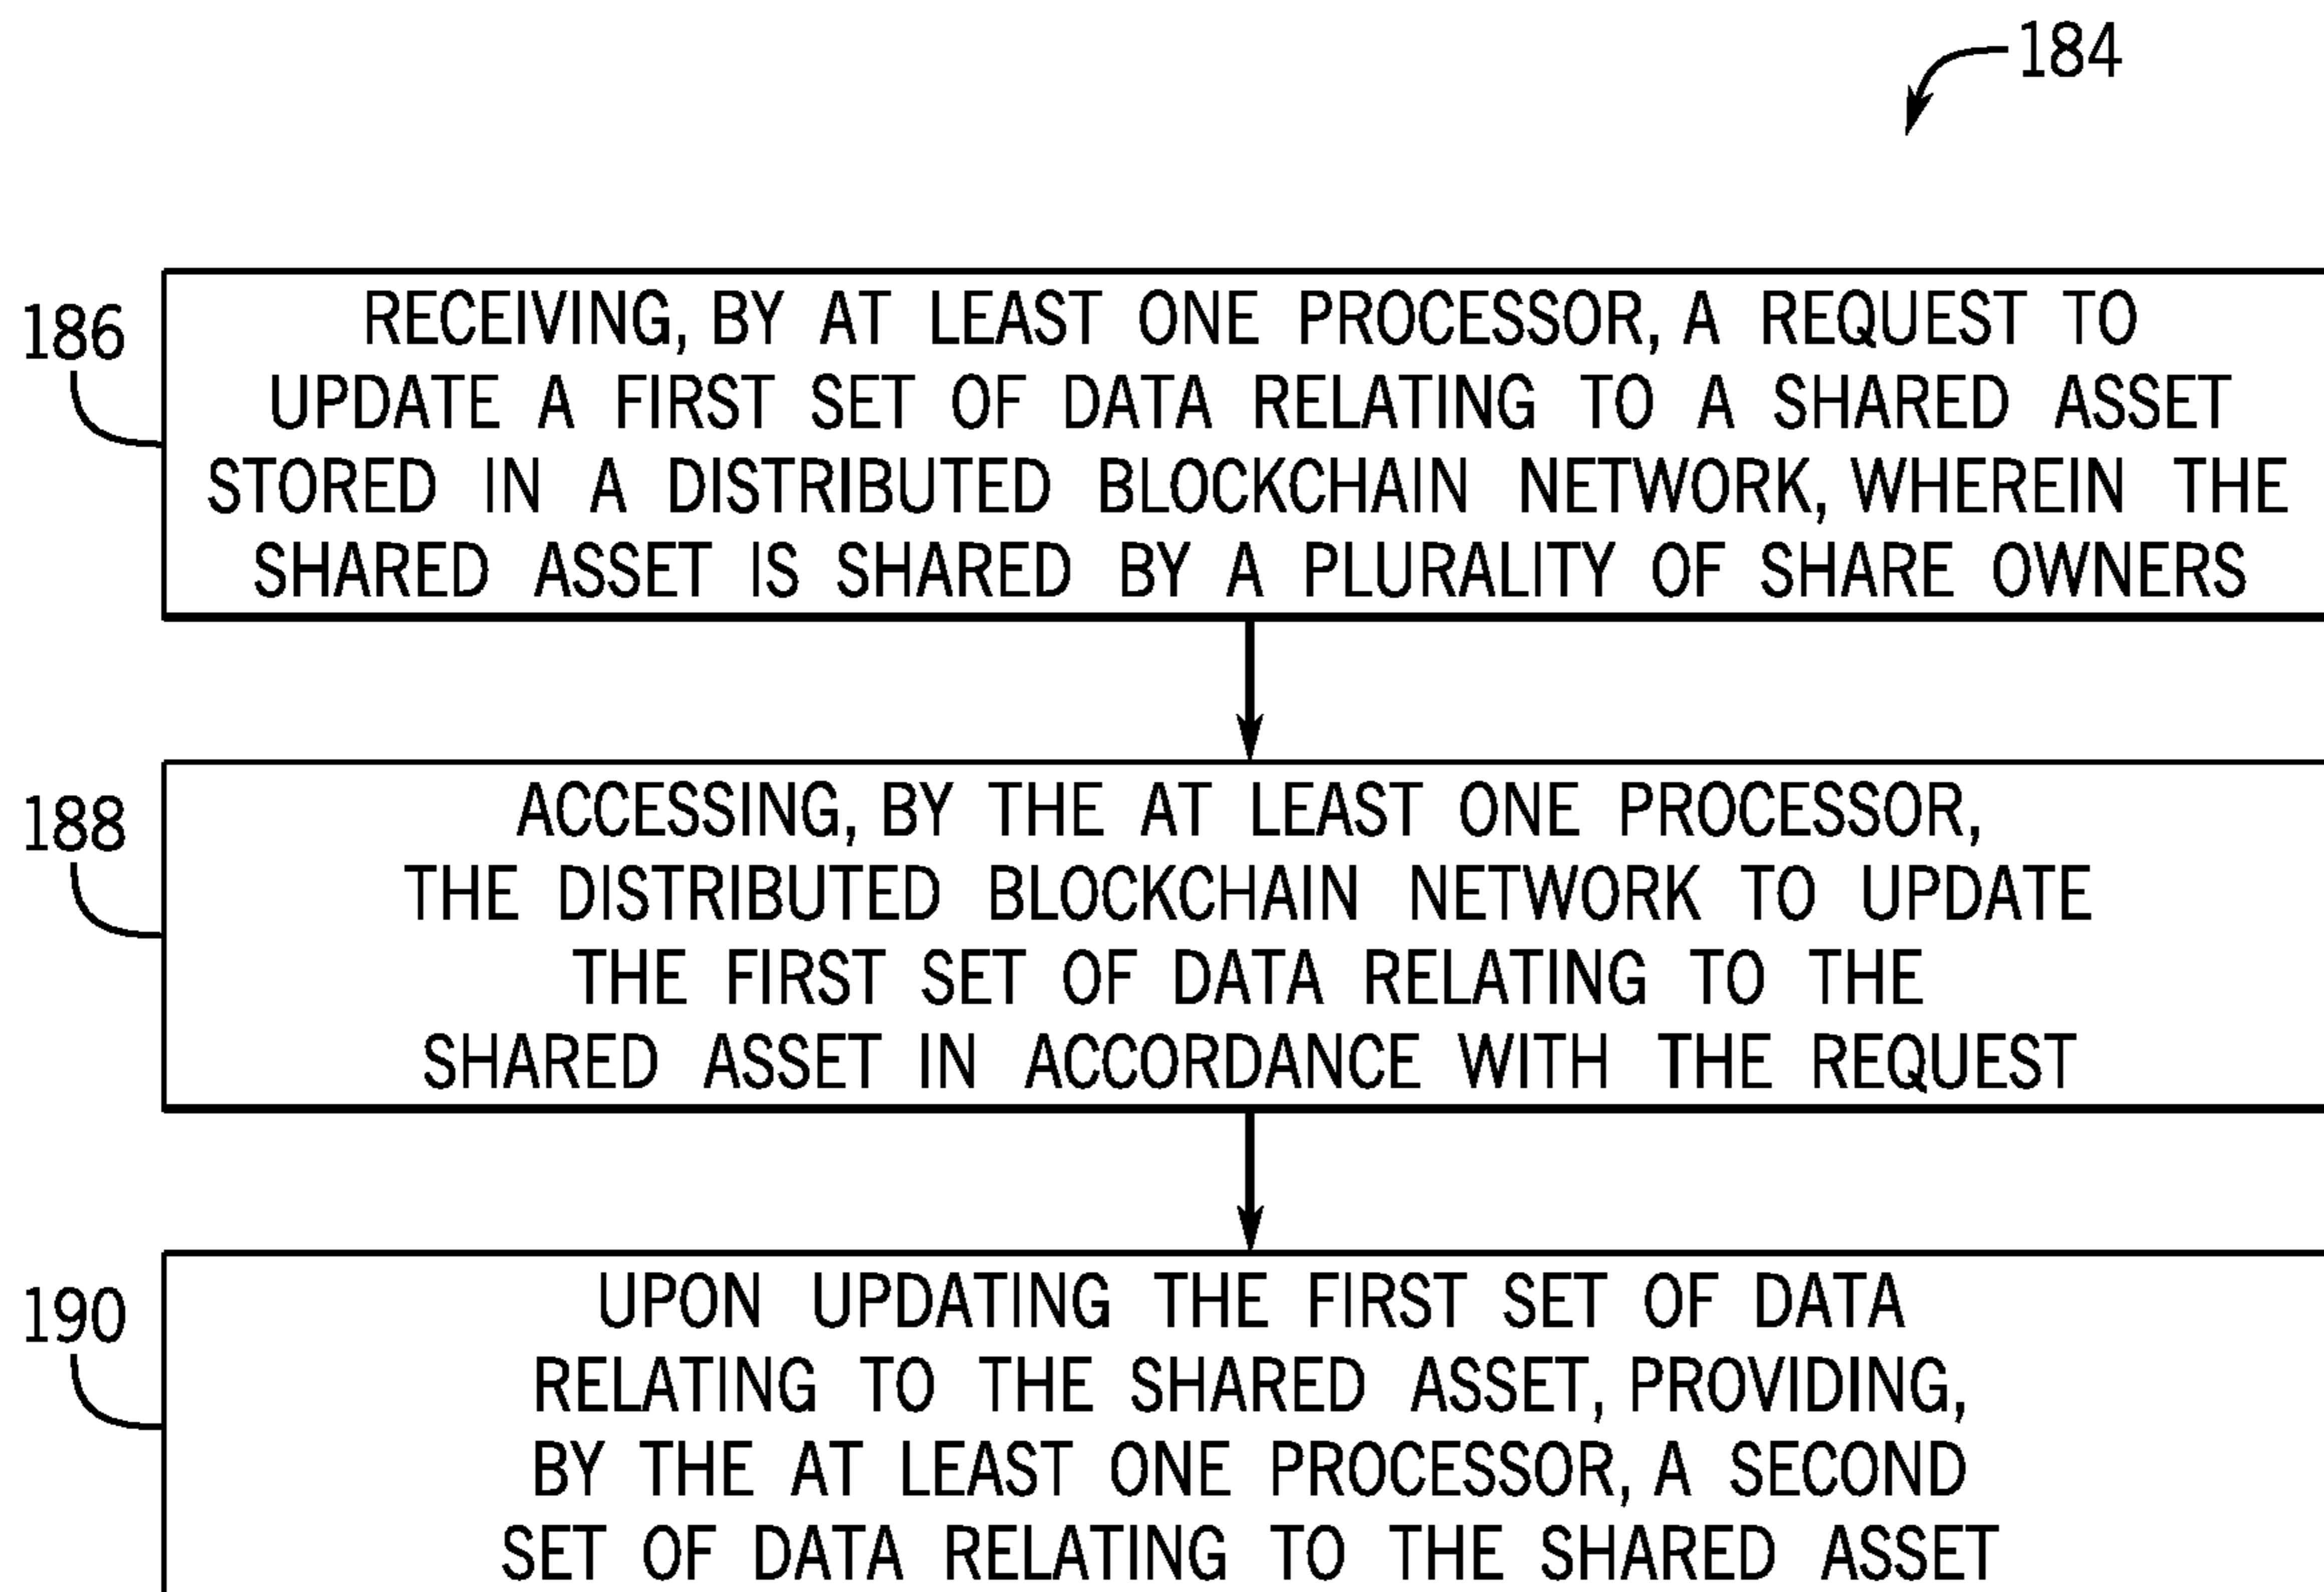 184
186
RECEIVING, BY AT LEAST ONE PROCESSOR, A REQUEST TO
UPDATE A FIRST SET OF DATA RELATING TO A SHARED ASSET
STORED IN A DISTRIBUTED BLOCKCHAIN NETWORK, WHEREIN THE
SHARED ASSET IS SHARED BY A PLURALITY OF SHARE OWNERS
188
ACCESSING, BY THE AT LEAST ONE PROCESSOR,
THE DISTRIBUTED BLOCKCHAIN NETWORK TO UPDATE
THE FIRST SET OF DATA RELATING TO THE
SHARED ASSET IN ACCORDANCE WITH THE REQUEST
190
UPON UPDATING THE FIRST SET OF DATA
RELATING TO THE SHARED ASSET, PROVIDING,
BY THE AT LEAST ONE PROCESSOR, A SECOND
SET OF DATA RELATING TO THE SHARED ASSET